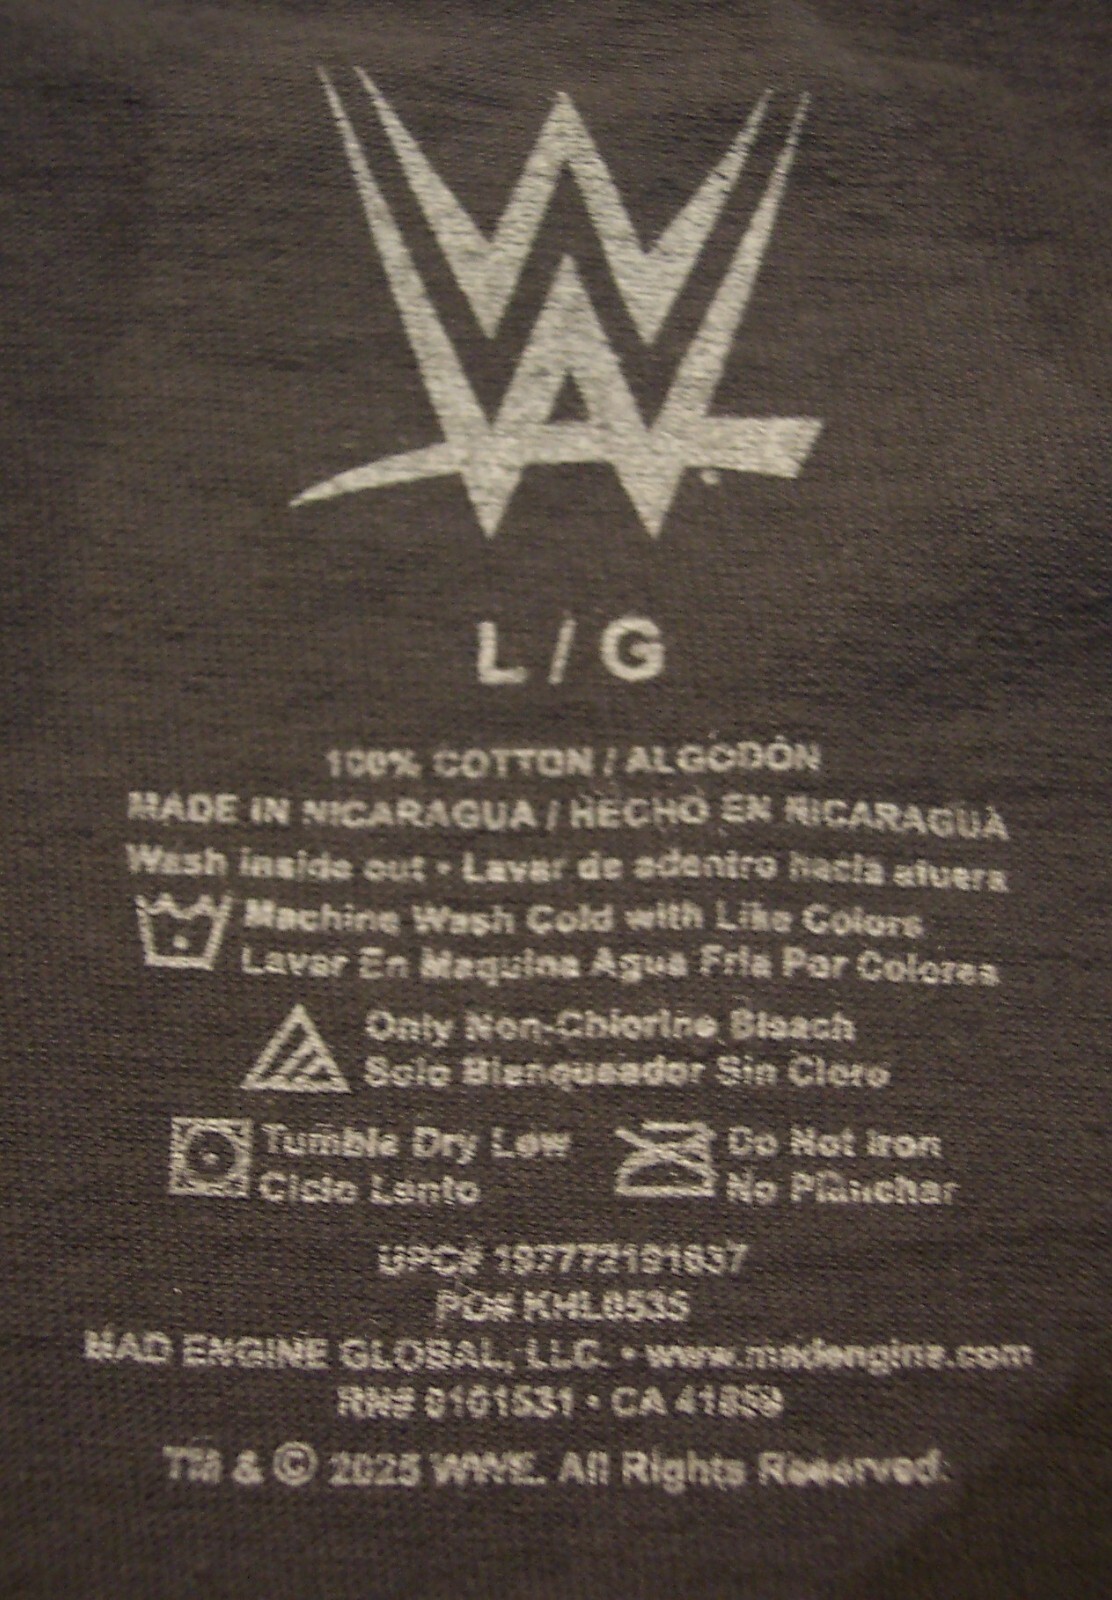 W
L / G
100% COTTON / ALGODÓN
MADE IN NICARAGUA / HECHO EN NICARAGUA
Wash inside out • Lavar de adentro hacia afuera
Machine Wash Cold with Like Colors
Lavar En Maquina Agua Fria Por Colores
Only Non-Chlorine Bleach
Solo Blanqueador Sin Cloro
Tumble Dry Low
Ciclo Lento
Do Not Iron
No Planchar
UPC# 197772191637
PO# KHL0535
MAD ENGINE GLOBAL, LLC. • www.madengine.com
RN# 0101531 • CA 41859
TM & © 2025 WWE. All Rights Reserved.